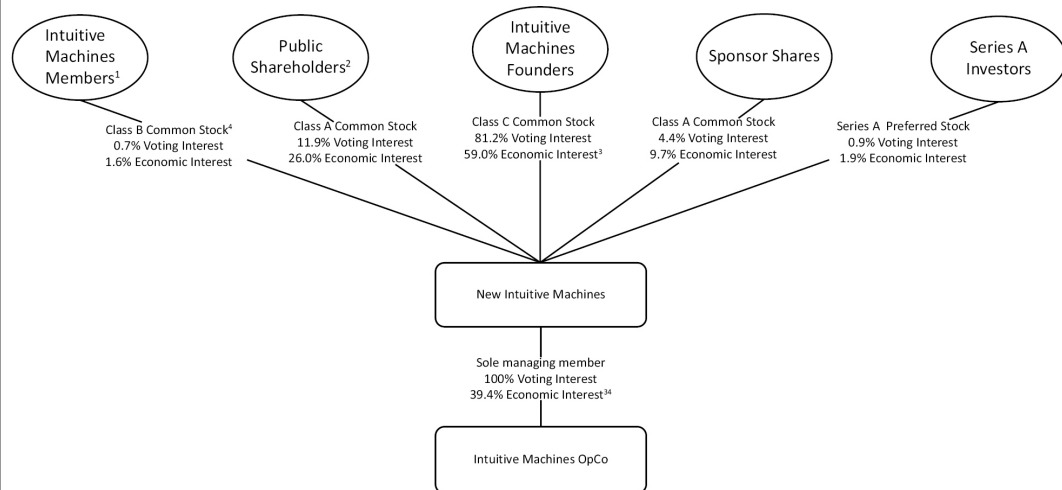 Intuitive
Machines
Members¹
Public
Shareholders²
Intuitive
Machines
Founders
Sponsor Shares
Series A
Investors
Class B Common Stock⁴
0.7% Voting Interest
1.6% Economic Interest
Class A Common Stock
11.9% Voting Interest
26.0% Economic Interest
Class C Common Stock
81.2% Voting Interest
59.0% Economic Interest³
Class A Common Stock
4.4% Voting Interest
9.7% Economic Interest
Series A Preferred Stock
0.9% Voting Interest
1.9% Economic Interest
New Intuitive Machines
Sole managing member
100% Voting Interest
39.4% Economic Interest³⁴
Intuitive Machines OpCo